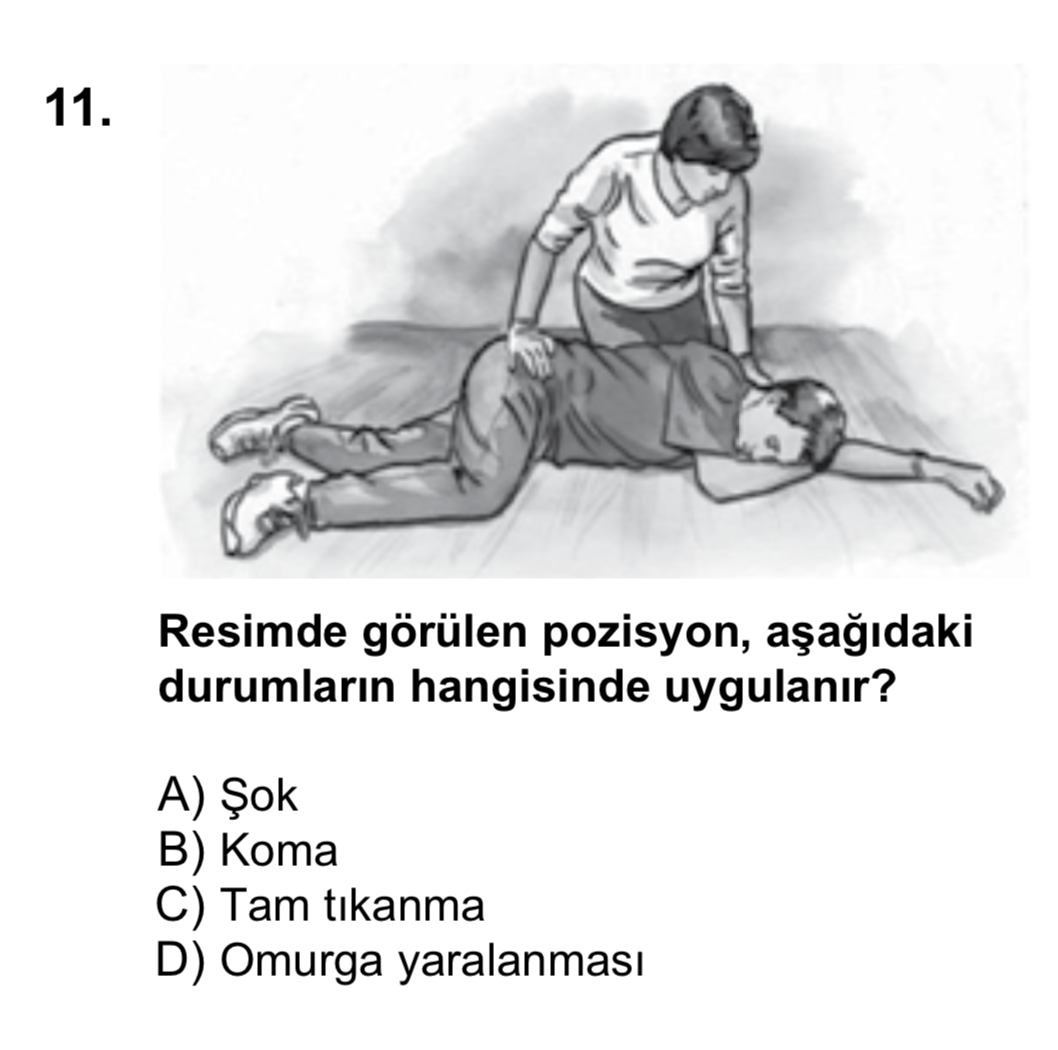 11.
Resimde görülen pozisyon, aşağıdaki
durumların hangisinde uygulanır?
A) Şok
B) Koma
C) Tam tıkanma
D) Omurga yaralanması